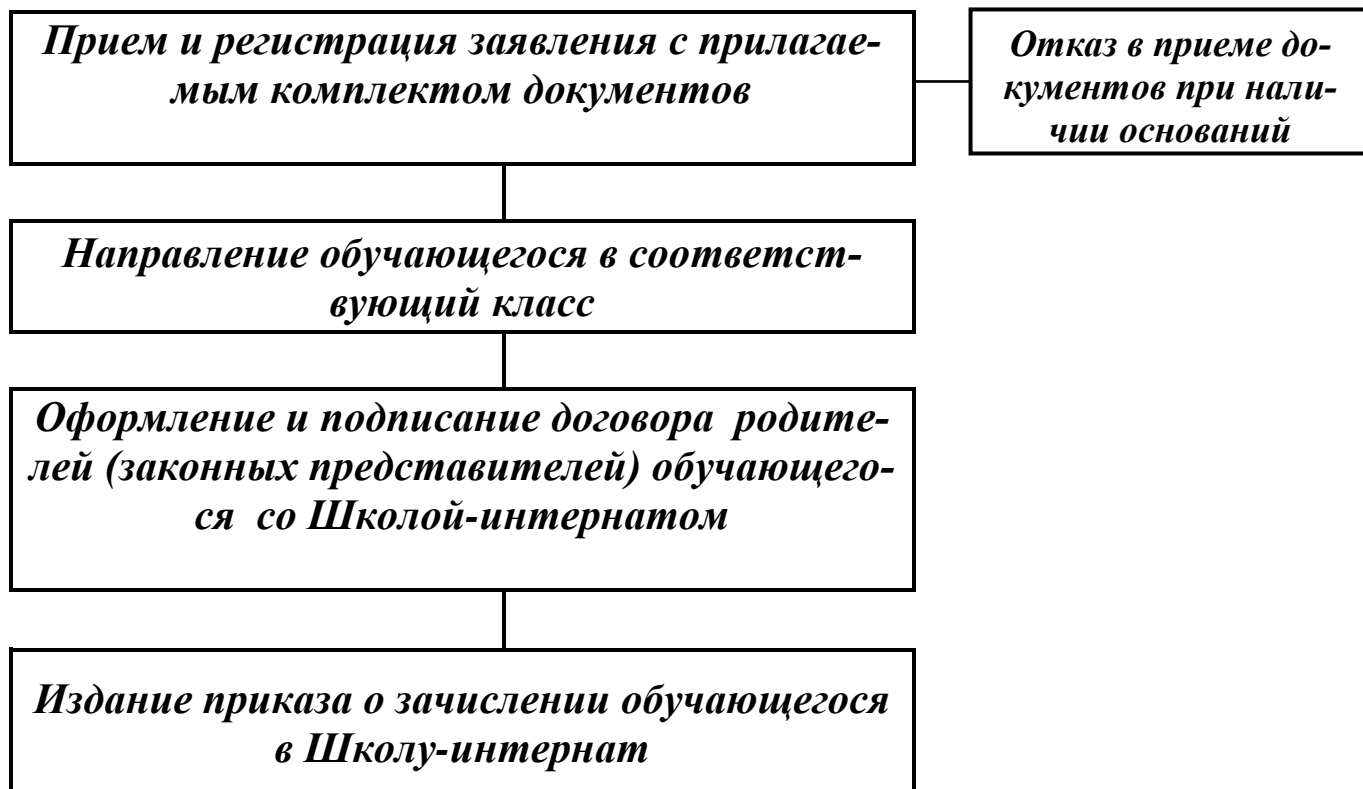 Прием и регистрация заявления с прилагае-
мым комплектом документов
Отказ в приеме до-
кументов при нали-
чии оснований
Направление обучающегося в соответст-
вующий класс
Оформление и подписание договора  родите-
лей (законных представителей) обучающего-
ся  со Школой-интернатом
Издание приказа о зачислении обучающегося
в Школу-интернат